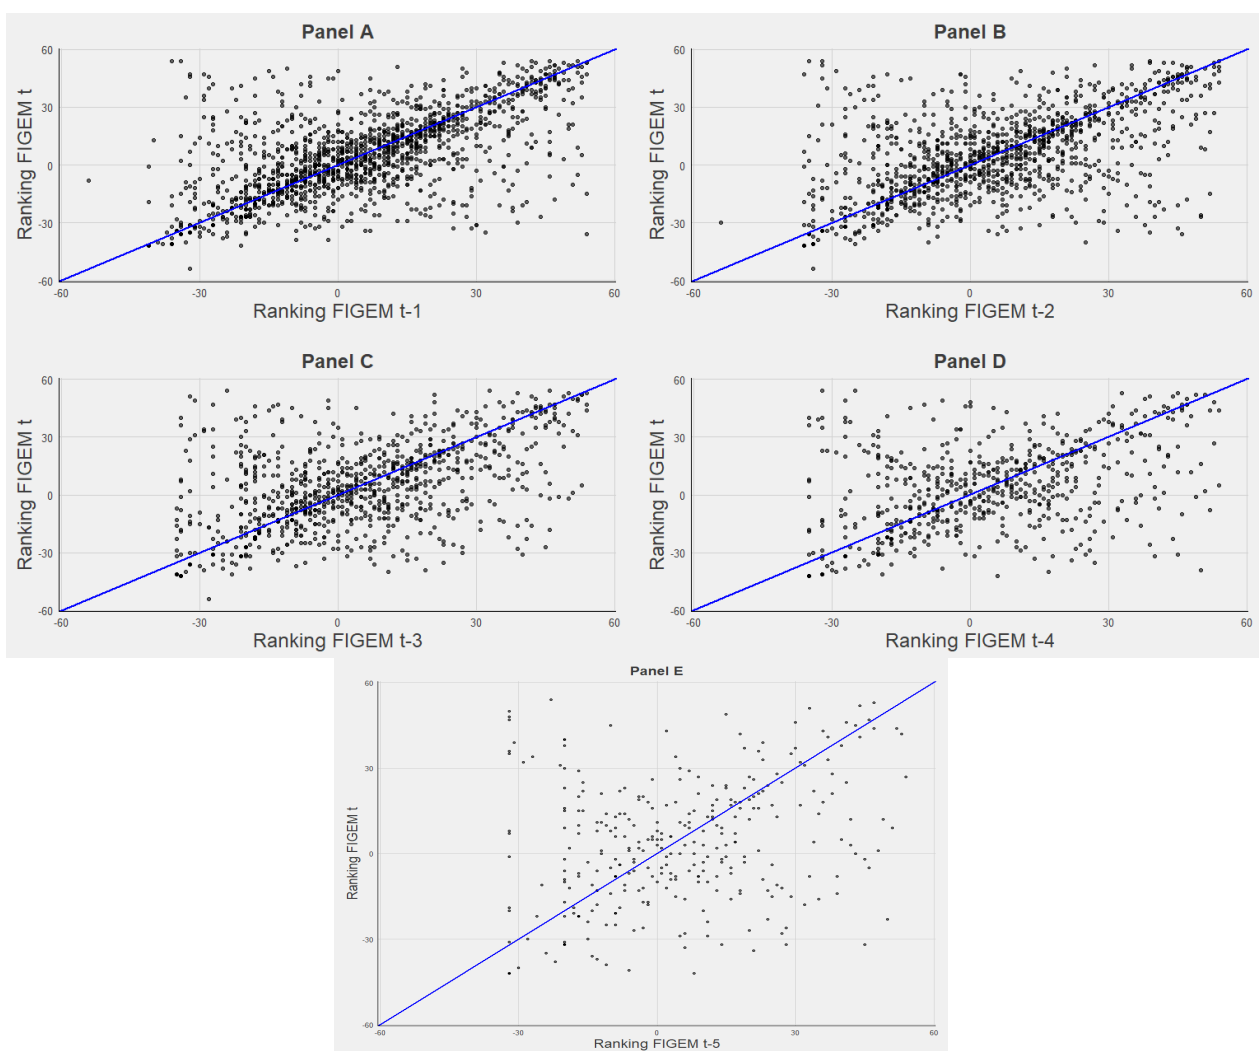 Panel A
Ranking FIGEM t
60
30
0
-30
-60
-60 -30 0 30 60
Ranking FIGEM t-1
Panel B
Ranking FIGEM t
60
30
0
-30
-60
-60 -30 0 30 60
Ranking FIGEM t-2
Panel C
Ranking FIGEM t
60
30
0
-30
-60
-60 -30 0 30 60
Ranking FIGEM t-3
Panel D
Ranking FIGEM t
60
30
0
-30
-60
-60 -30 0 30 60
Ranking FIGEM t-4
Panel E
Ranking FIGEM t
60
30
0
-30
-60
-60 -30 0 30 60
Ranking FIGEM t-5